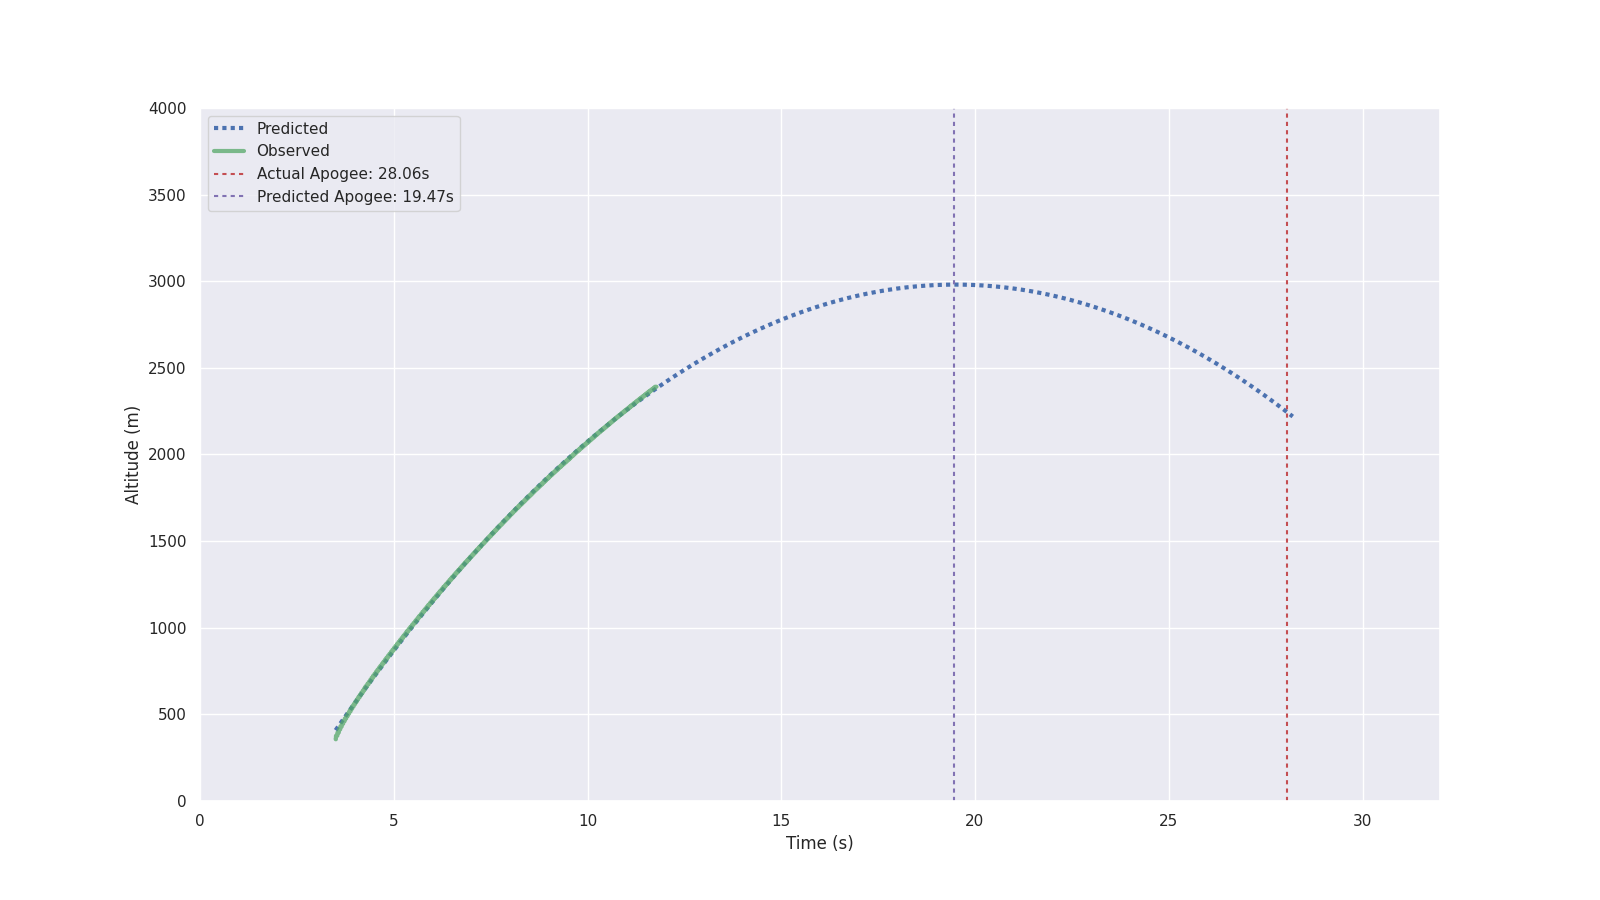 4000
3500
3000
2500
2000
1500
1000
500
0
Altitude (m)
Predicted
Observed
Actual Apogee: 28.06s
Predicted Apogee: 19.47s
0 5 10 15 20 25 30
Time (s)